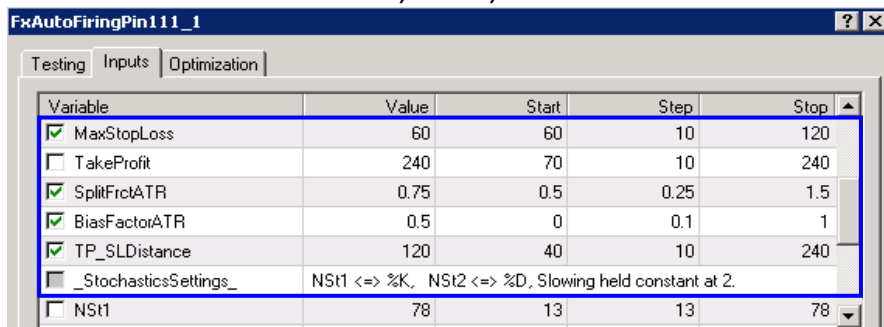 FxAutoFiringPin111_1 ? ×
Testing Inputs Optimization
Variable Value Start Step Stop
MaxStopLoss 60 60 10 120
TakeProfit 240 70 10 240
SplitFrctATR 0.75 0.5 0.25 1.5
BiasFactorATR 0.5 0 0.1 1
TP_SLDistance 120 40 10 240
_StochasticsSettings_ NSt1 <=> %K, NSt2 <=> %D, Slowing held constant at 2.
NSt1 78 13 13 78